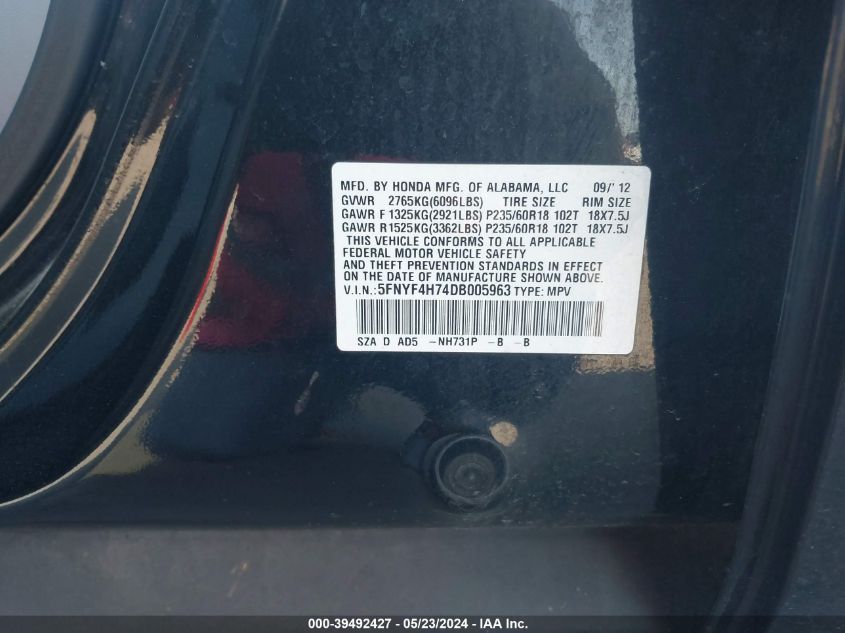 MFD. BY HONDA MFG. OF ALABAMA, LLC 09/'12
GVWR 2765KG(6096LBS) TIRE SIZE RIM SIZE
GAWR F 1325KG(2921LBS) P235/60R18 102T 18X7.5J
GAWR R1525KG(3362LBS) P235/60R18 102T 18X7.5J
THIS VEHICLE CONFORMS TO ALL APPLICABLE
FEDERAL MOTOR VEHICLE SAFETY
AND THEFT PREVENTION STANDARDS IN EFFECT
ON THE DATE OF MANUFACTURE SHOWN ABOVE.
V.I.N.:5FNYF4H74DB005963 TYPE: MPV
SZA D AD5 -NH731P -B -B
000-39492427 - 05/23/2024 - IAA Inc.